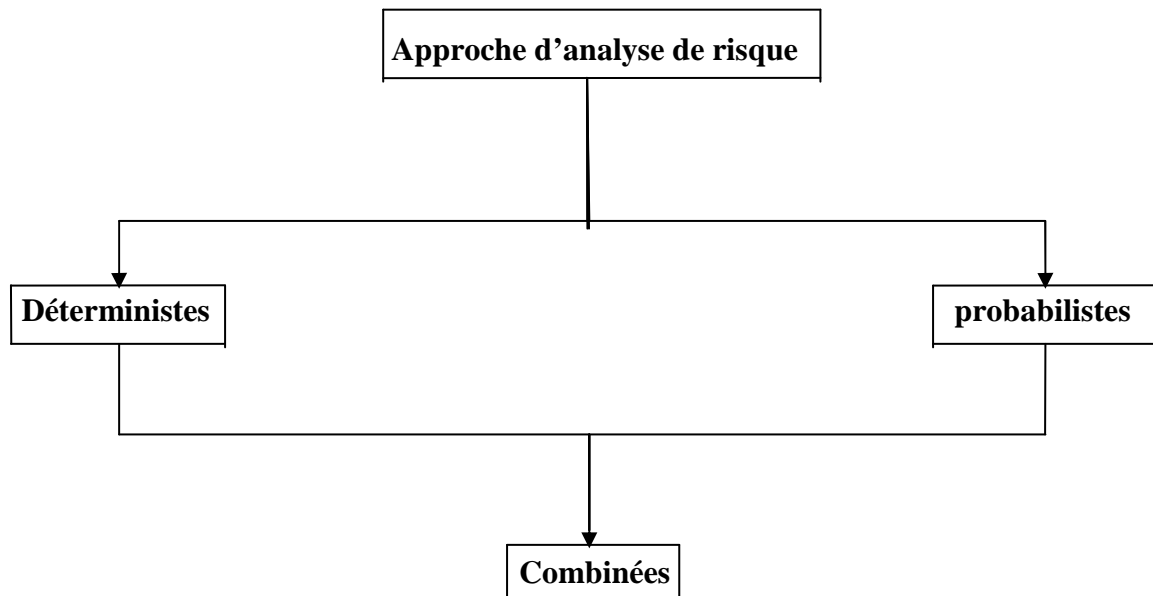 Approche d’analyse de risque
Déterministes
probabilistes
Combinées